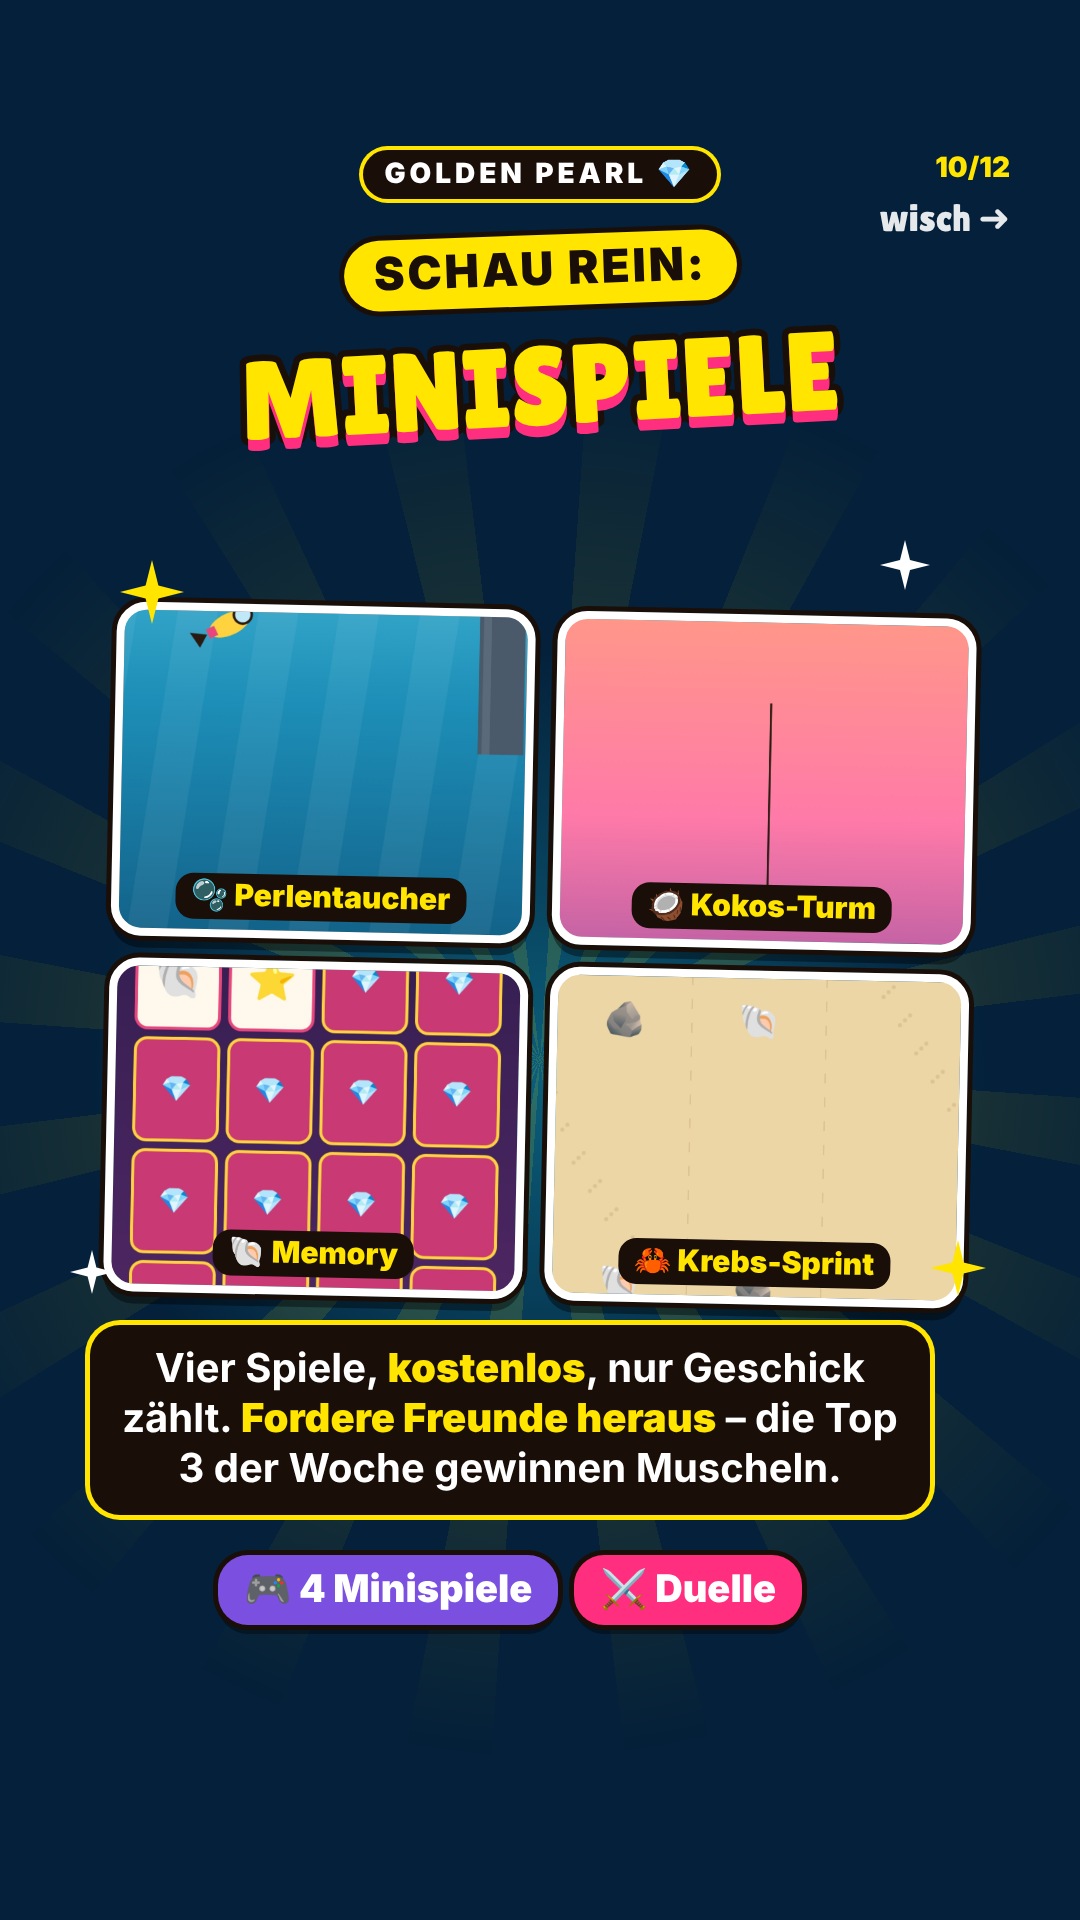 GOLDEN PEARL 💎
10/12
wisch →
SCHAU REIN:
MINISPIELE
🫧 Perlentaucher
🥥 Kokos-Turm
🐚 Memory
🦀 Krebs-Sprint
Vier Spiele, kostenlos, nur Geschick
zählt. Fordere Freunde heraus – die Top
3 der Woche gewinnen Muscheln.
🎮 4 Minispiele
⚔️ Duelle